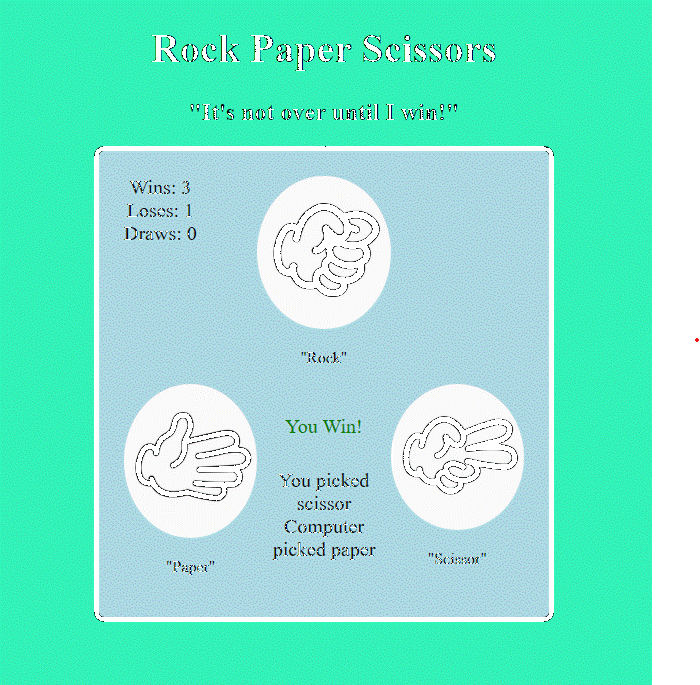 Rock Paper Scissors
"It's not over until I win!"
Wins: 3
Loses: 1
Draws: 0
"Rock"
You Win!
You picked
scissor
Computer
picked paper
"Paper"
"Scissor"